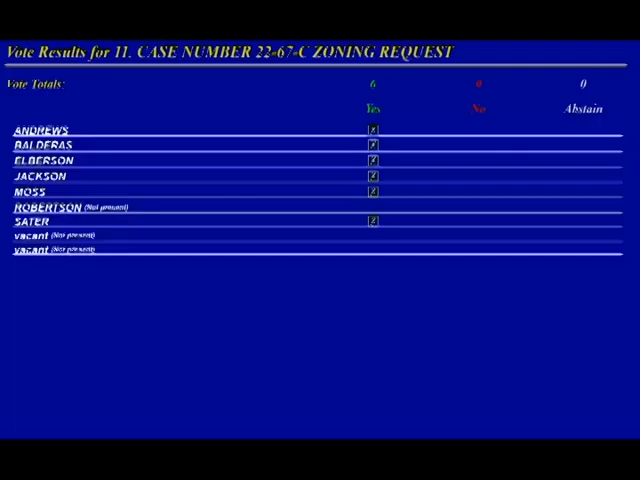 Vote Results for 11. CASE NUMBER 22-67-C ZONING REQUEST
Vote Totals: 6 0 0
Yes No Abstain
ANDREWS X
BALDERAS X
ELBERSON X
JACKSON X
MOSS X
ROBERTSON (Not present)
SATER X
vacant (Not present)
vacant (Not present)